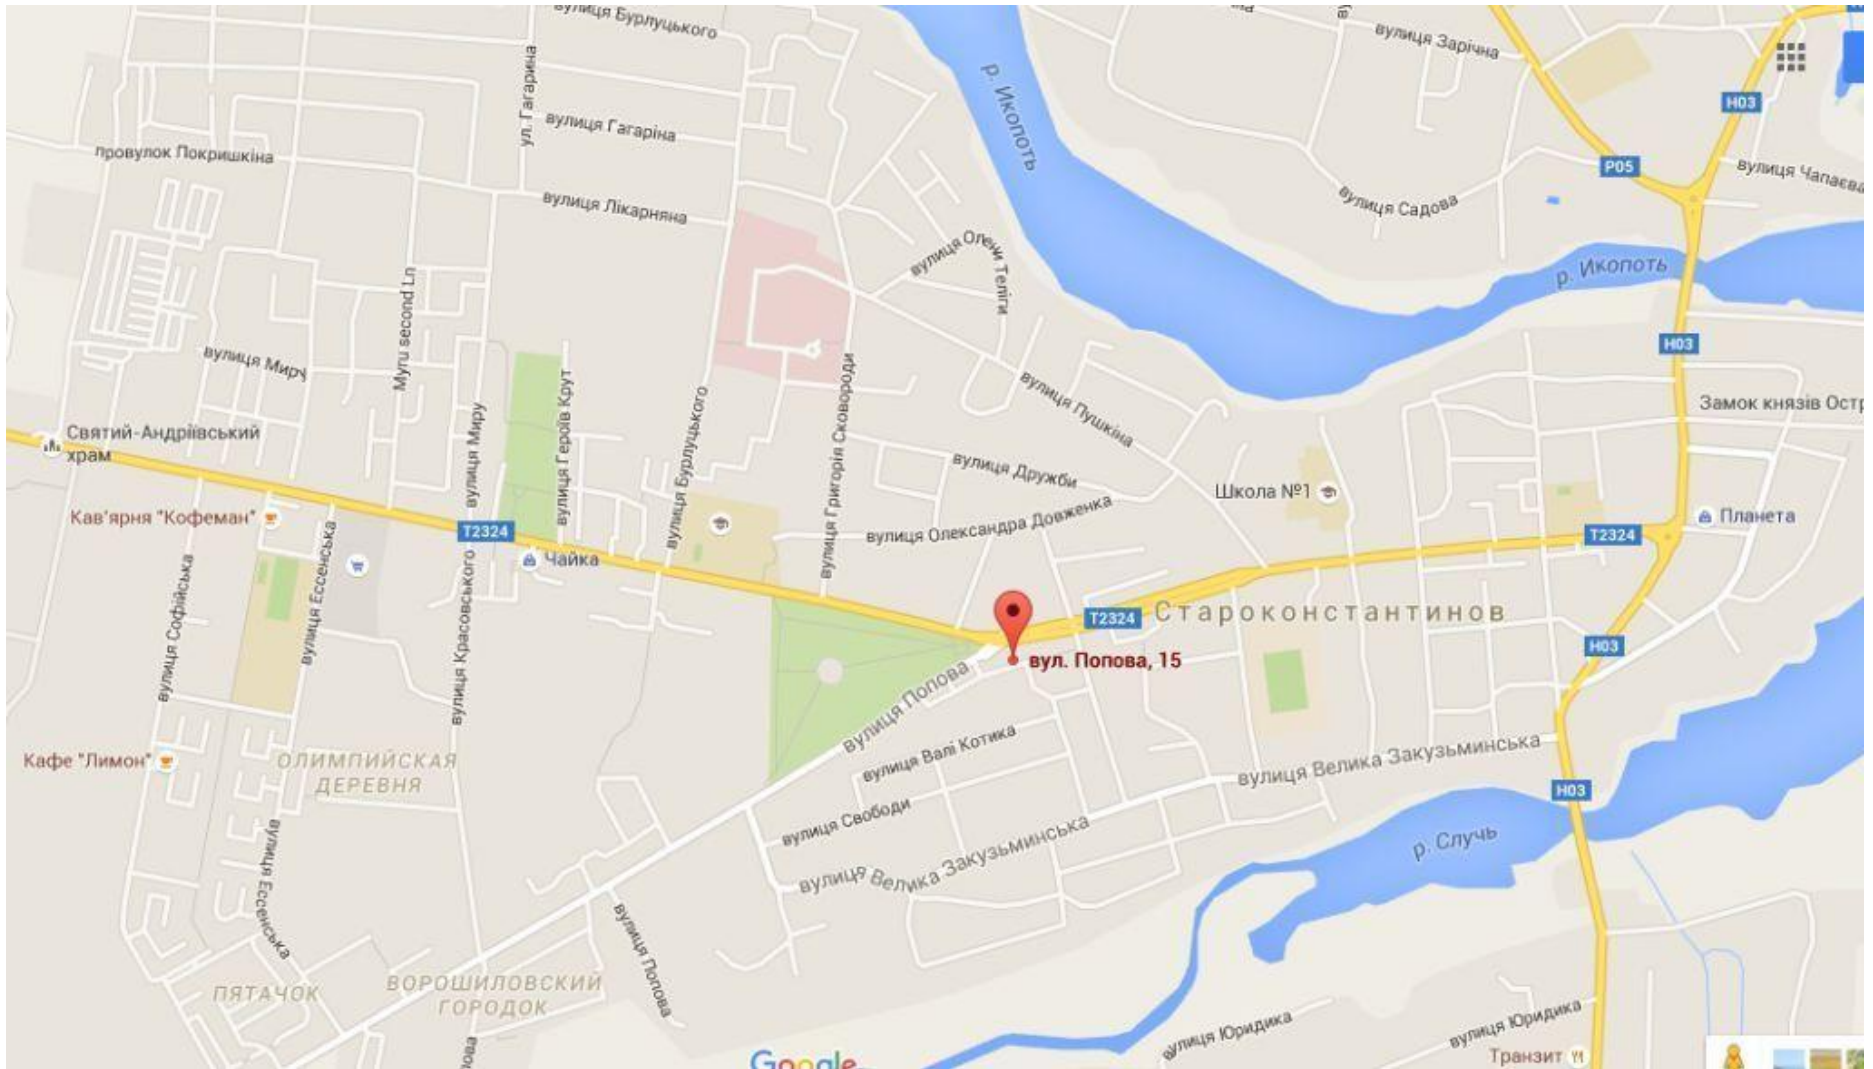 вулиця Бурлуцького
вулиця Зарічна
ул. Гагарина
р. Икопоть
H03
вулиця Гагаріна
провулок Покришкіна
P05
вулиця Чапаєва
вулиця Лікарняна
вулиця Садова
вулиця Олени Теліги
р. Икопоть
Myru second Ln
H03
вулиця Миру
вулиця Героїв Крут
вулиця Григорія Сковороди
вулиця Пушкіна
Замок князів Остр
вулиця Миру
вулиця Бурлуцького
Святий-Андріївський
храм
вулиця Дружби
Школа №1
Кав'ярня "Кофеман"
T2324
вулиця Олександра Довженка
Планета
T2324
Чайка
вулиця Ессенська
вулиця Софійська
вулиця Красовського
T2324
Староконстантинов
H03
вул. Попова, 15
вулиця Попова
вулиця Валі Котика
вулиця Велика Закузьминська
Кафе "Лимон"
ОЛИМПИЙСКАЯ
ДЕРЕВНЯ
H03
вулиця Свободи
р. Случь
вулиця Велика Закузьминська
вулиця Ессенська
вулиця Попова
ПЯТАЧОК
ВОРОШИЛОВСКИЙ
ГОРОДОК
вулиця Юридика
вулиця Юридика
Транзит
Google